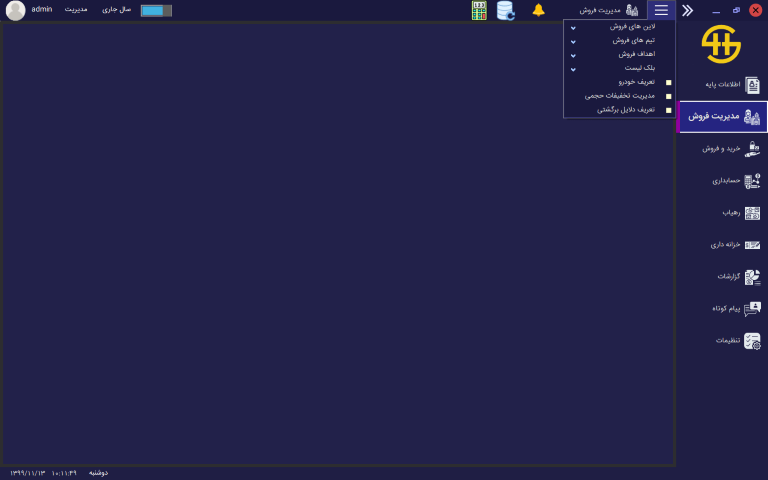 admin
مدیریت
سال جاری
مدیریت فروش
لاین های فروش
تیم های فروش
اهداف فروش
بلک لیست
تعریف خودرو
مدیریت تخفیفات حجمی
تعریف دلایل برگشتی
اطلاعات پایه
مدیریت فروش
خرید و فروش
حسابداری
رهیاب
خزانه داری
گزارشات
پیام کوتاه
تنظیمات
دوشنبه ۱۰:۱۱:۴۹ ۱۳۹۹/۱۱/۱۳